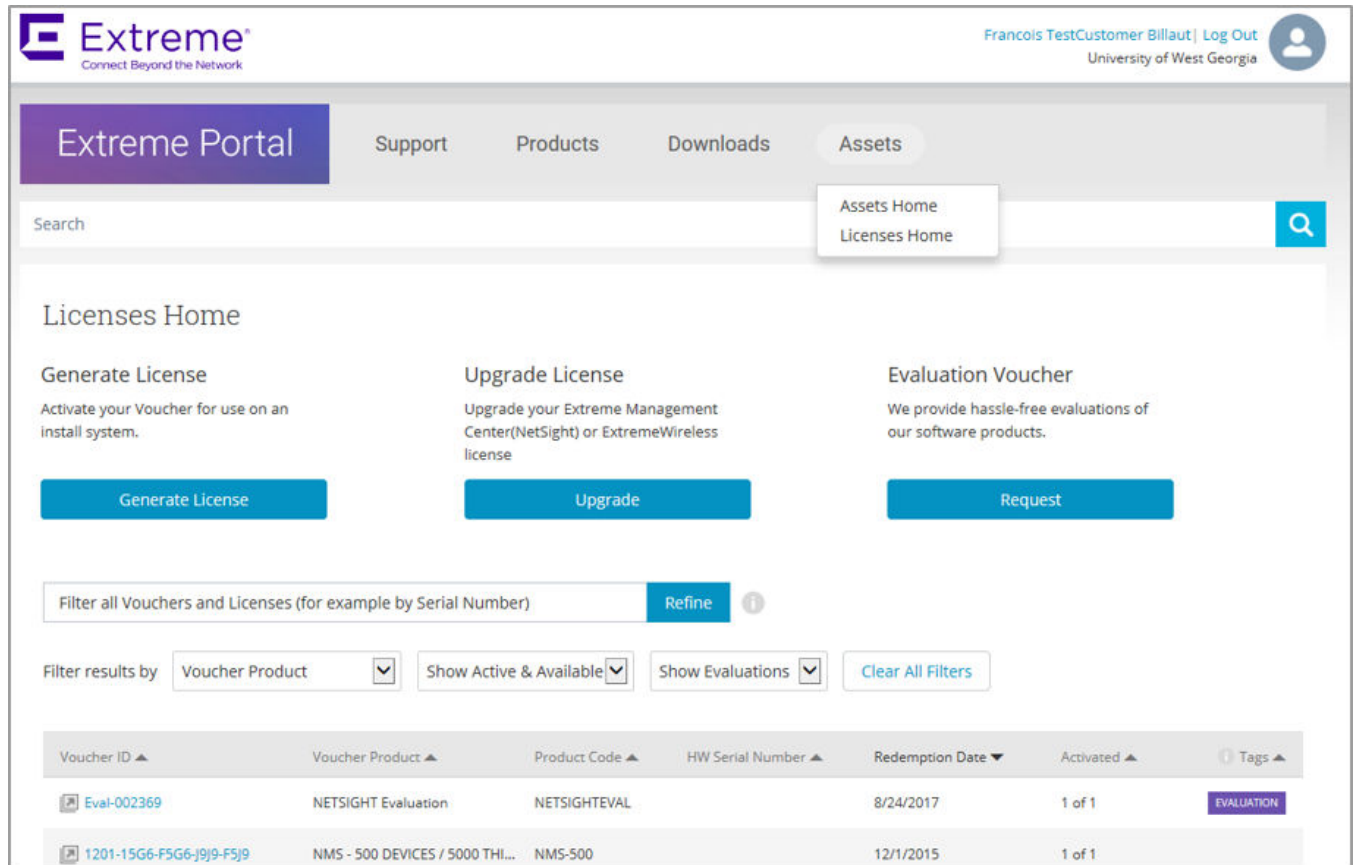 Extreme®
Connect Beyond the Network
Francois TestCustomer Billaut| Log Out
University of West Georgia
Extreme Portal
Support
Products
Downloads
Assets
Assets Home
Licenses Home
Search
Licenses Home
Generate License
Activate your Voucher for use on an
install system.
Generate License
Upgrade License
Upgrade your Extreme Management
Center(NetSight) or ExtremeWireless
license
Upgrade
Evaluation Voucher
We provide hassle-free evaluations of
our software products.
Request
Filter all Vouchers and Licenses (for example by Serial Number)
Refine
Filter results by
Voucher Product
Show Active & Available
Show Evaluations
Clear All Filters
Voucher ID Voucher Product Product Code HW Serial Number Redemption Date Activated Tags
Eval-002369 NETSIGHT Evaluation NETSIGHTEVAL 8/24/2017 1 of 1 EVALUATION
1201-15G6-F5G6-J9J9-F5J9 NMS - 500 DEVICES / 5000 THI... NMS-500 12/1/2015 1 of 1